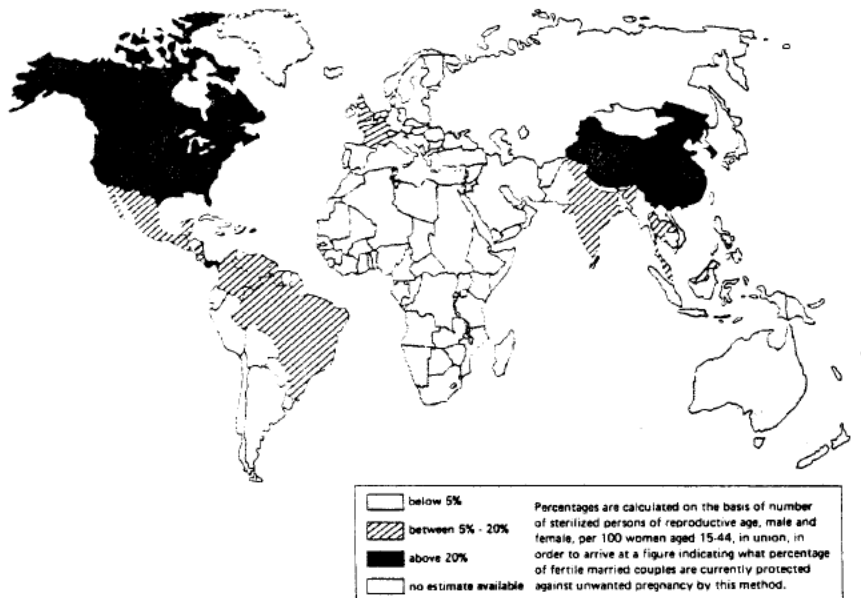 below 5%
between 5% - 20%
above 20%
no estimate available
Percentages are calculated on the basis of number
of sterilized persons of reproductive age, male and
female, per 100 women aged 15-44, in union, in
order to arrive at a figure indicating what percentage
of fertile married couples are currently protected
against unwanted pregnancy by this method.